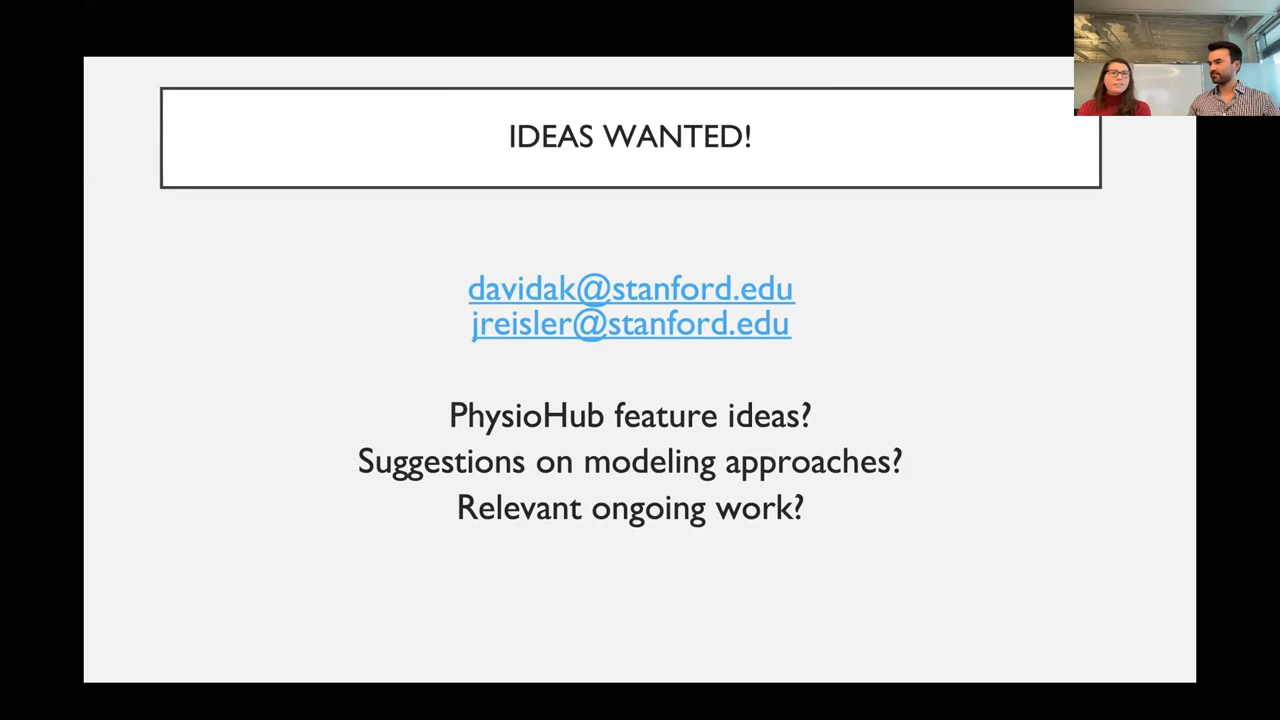 IDEAS WANTED!
davidak@stanford.edu
jreisler@stanford.edu
PhysioHub feature ideas?
Suggestions on modeling approaches?
Relevant ongoing work?